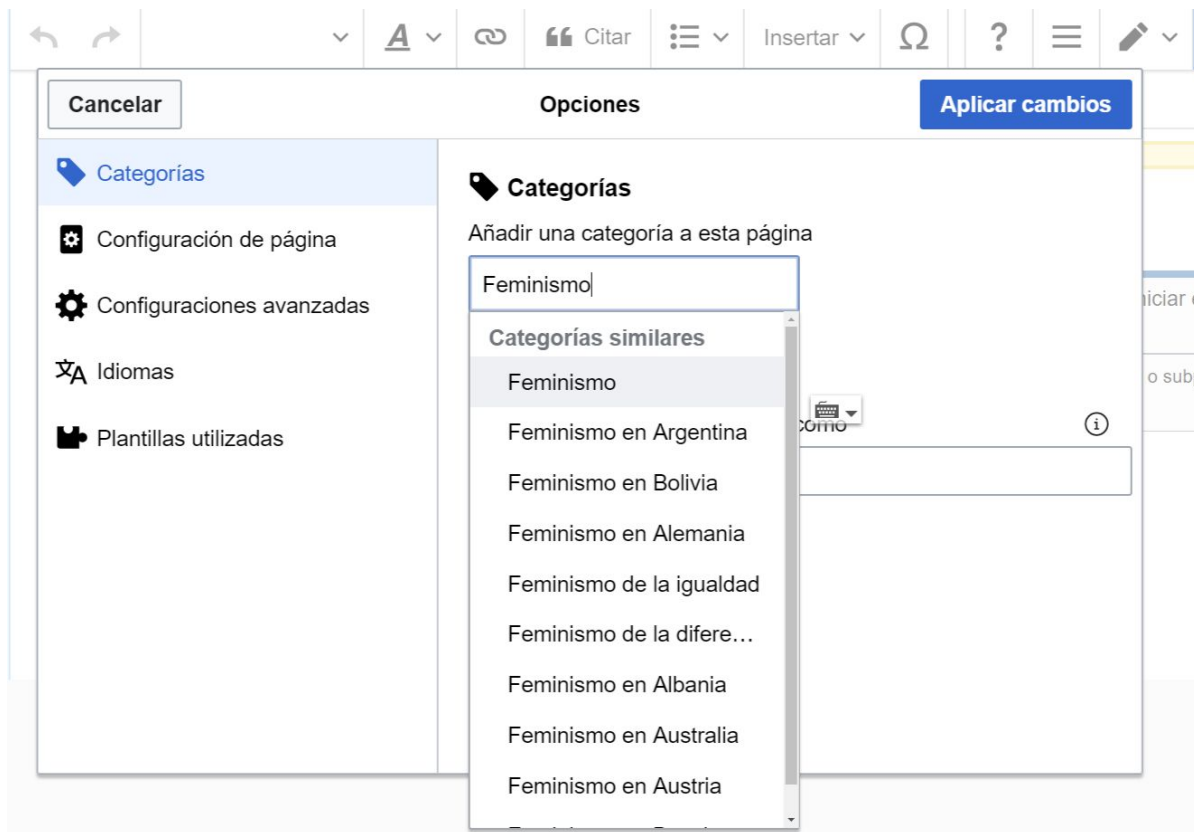 A Citar Insertar Ω ?
Cancelar
Opciones
Aplicar cambios
Categorías
Configuración de página
Configuraciones avanzadas
Idiomas
Plantillas utilizadas
Categorías
Añadir una categoría a esta página
Feminismo
Categorías similares
Feminismo
Feminismo en Argentina
Feminismo en Bolivia
Feminismo en Alemania
Feminismo de la igualdad
Feminismo de la difere…
Feminismo en Albania
Feminismo en Australia
Feminismo en Austria
como
o